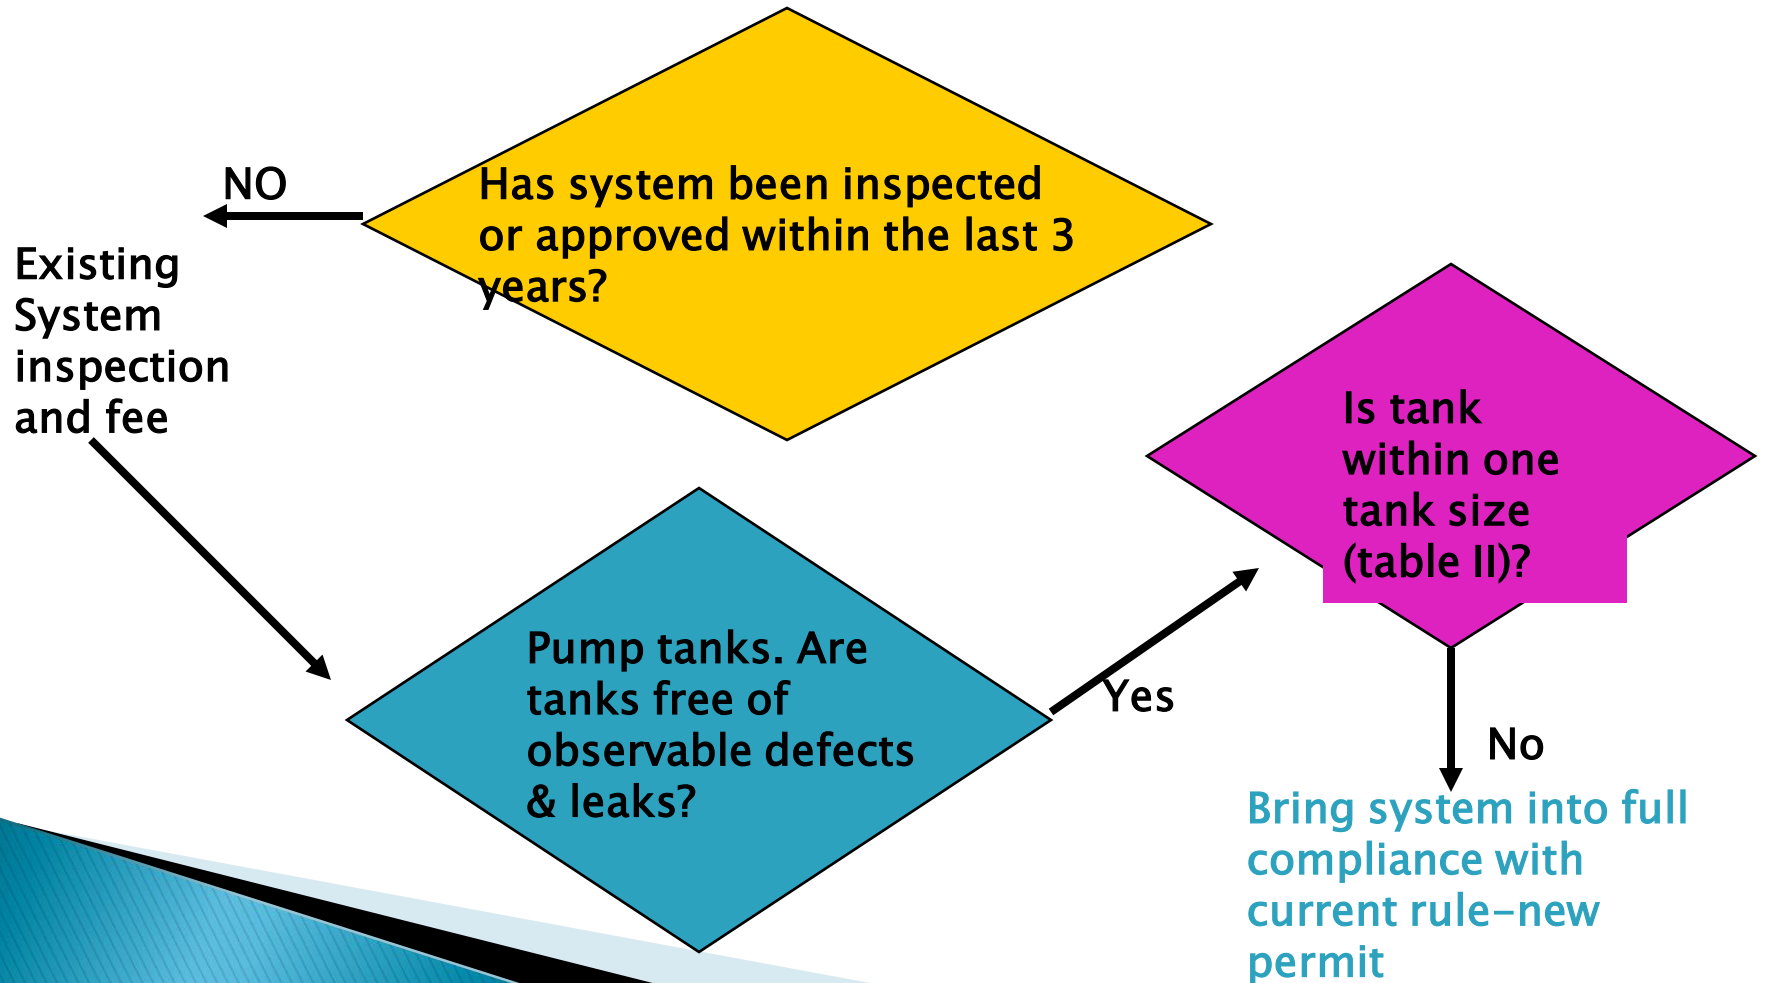 NO
Has system been inspected
or approved within the last 3
years?
Existing
System
inspection
and fee
Is tank
within one
tank size
(table II)?
Pump tanks. Are
tanks free of
observable defects
& leaks?
Yes
No
Bring system into full
compliance with
current rule-new
permit